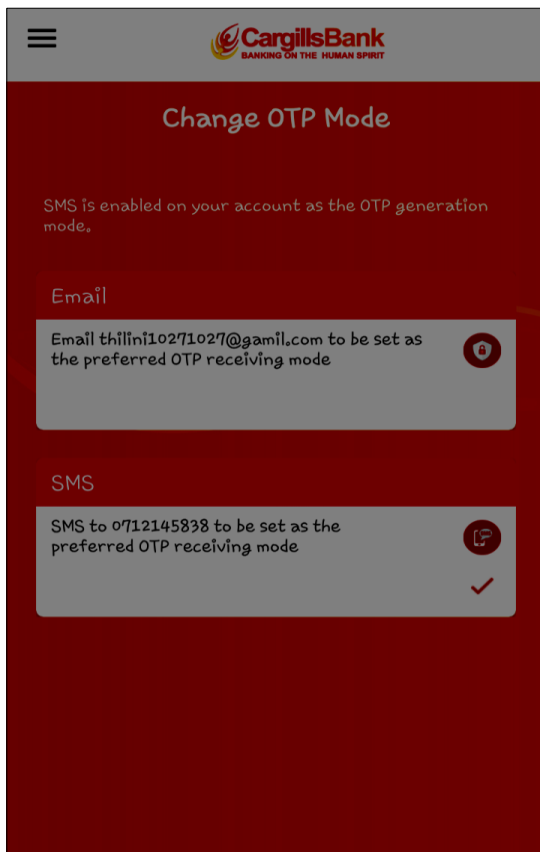 CargillsBank
BANKING ON THE HUMAN SPIRIT
Change OTP Mode
SMS is enabled on your account as the OTP generation
mode.
Email
Email thilini10271027@gamil.com to be set as
the preferred OTP receiving mode
SMS
SMS to 0712145838 to be set as the
preferred OTP receiving mode